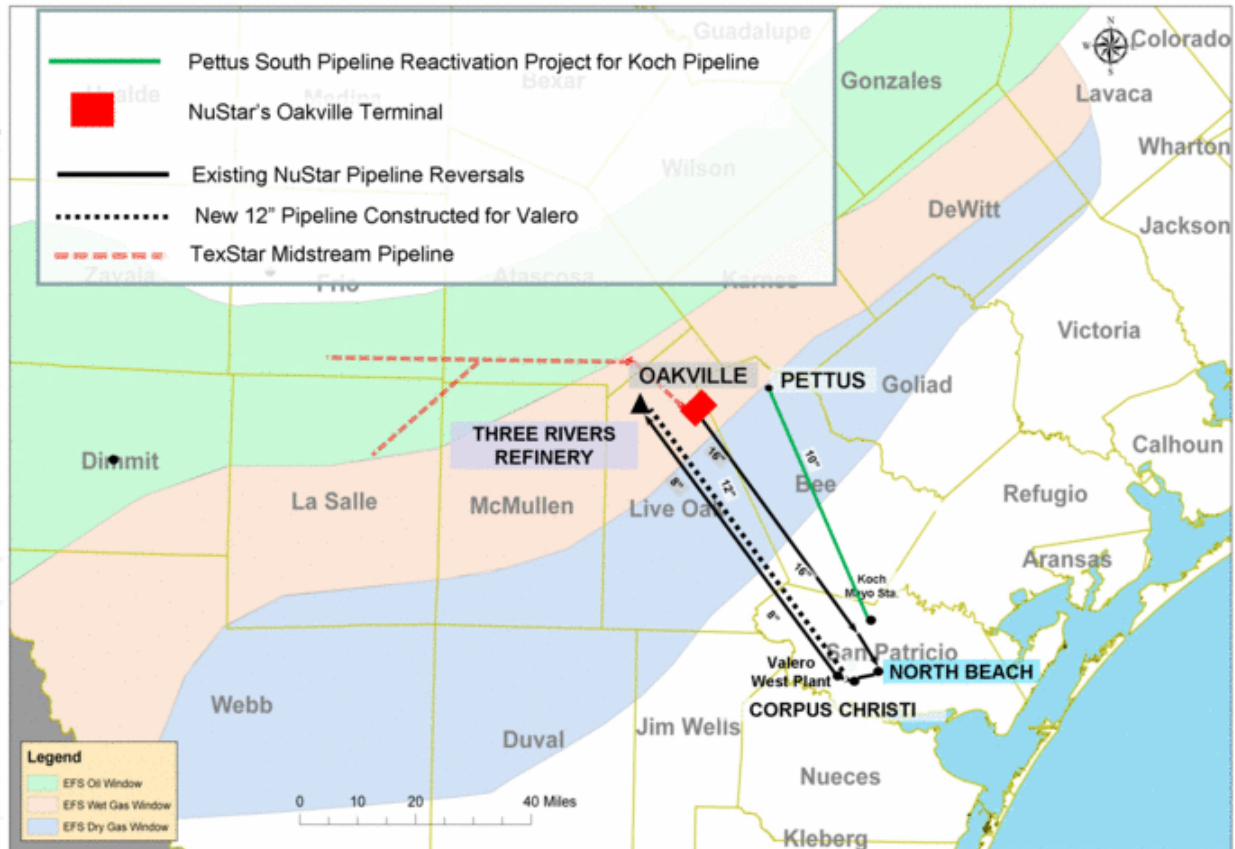 Pettus South Pipeline Reactivation Project for Koch Pipeline
NuStar's Oakville Terminal
Existing NuStar Pipeline Reversals
New 12" Pipeline Constructed for Valero
TexStar Midstream Pipeline
Guadalupe
Bexar
Medina
Wilson
Zavala
Frio
Atascosa
Karnes
N
W
E
S
Colorado
Gonzales
Lavaca
Wharton
DeWitt
Jackson
Victoria
OAKVILLE
PETTUS
Goliad
THREE RIVERS
REFINERY
Calhoun
Dimmit
16"
10"
8"
12"
Bee
La Salle
McMullen
Refugio
Aransas
16"
Koch
Mayo Sta.
8"
San Patricio
Valero
West Plant
NORTH BEACH
CORPUS CHRISTI
Webb
Duval
Jim Wells
Nueces
Kleberg
Legend
EFS Oil Window
EFS Wet Gas Window
EFS Dry Gas Window
0 20 40 Miles